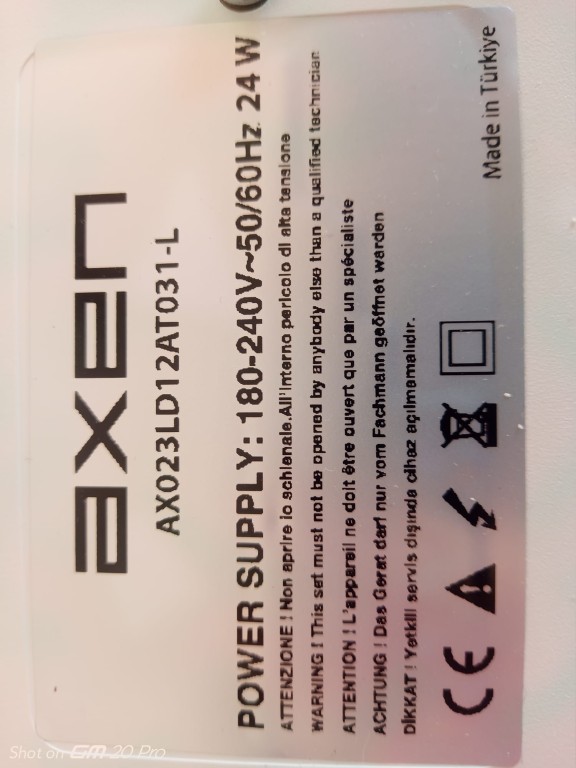 axen
AX023LD12AT031-L
POWER SUPPLY: 180-240V~50/60Hz 24 W
ATTENZIONE ! Non aprire lo schienale.All'interno pericolo di alta tensione
WARNING ! This set must not be opened by anybody else than a qualified technician
ATTENTION ! L'appareil ne doit être ouvert que par un spécialiste
ACHTUNG ! Das Gerat darf nur vom Fachmann geöffnet warden
DİKKAT ! Yetkili servis dışında cihaz açılmamalıdır.
CE
Made in Türkiye
Shot on GM 20 Pro